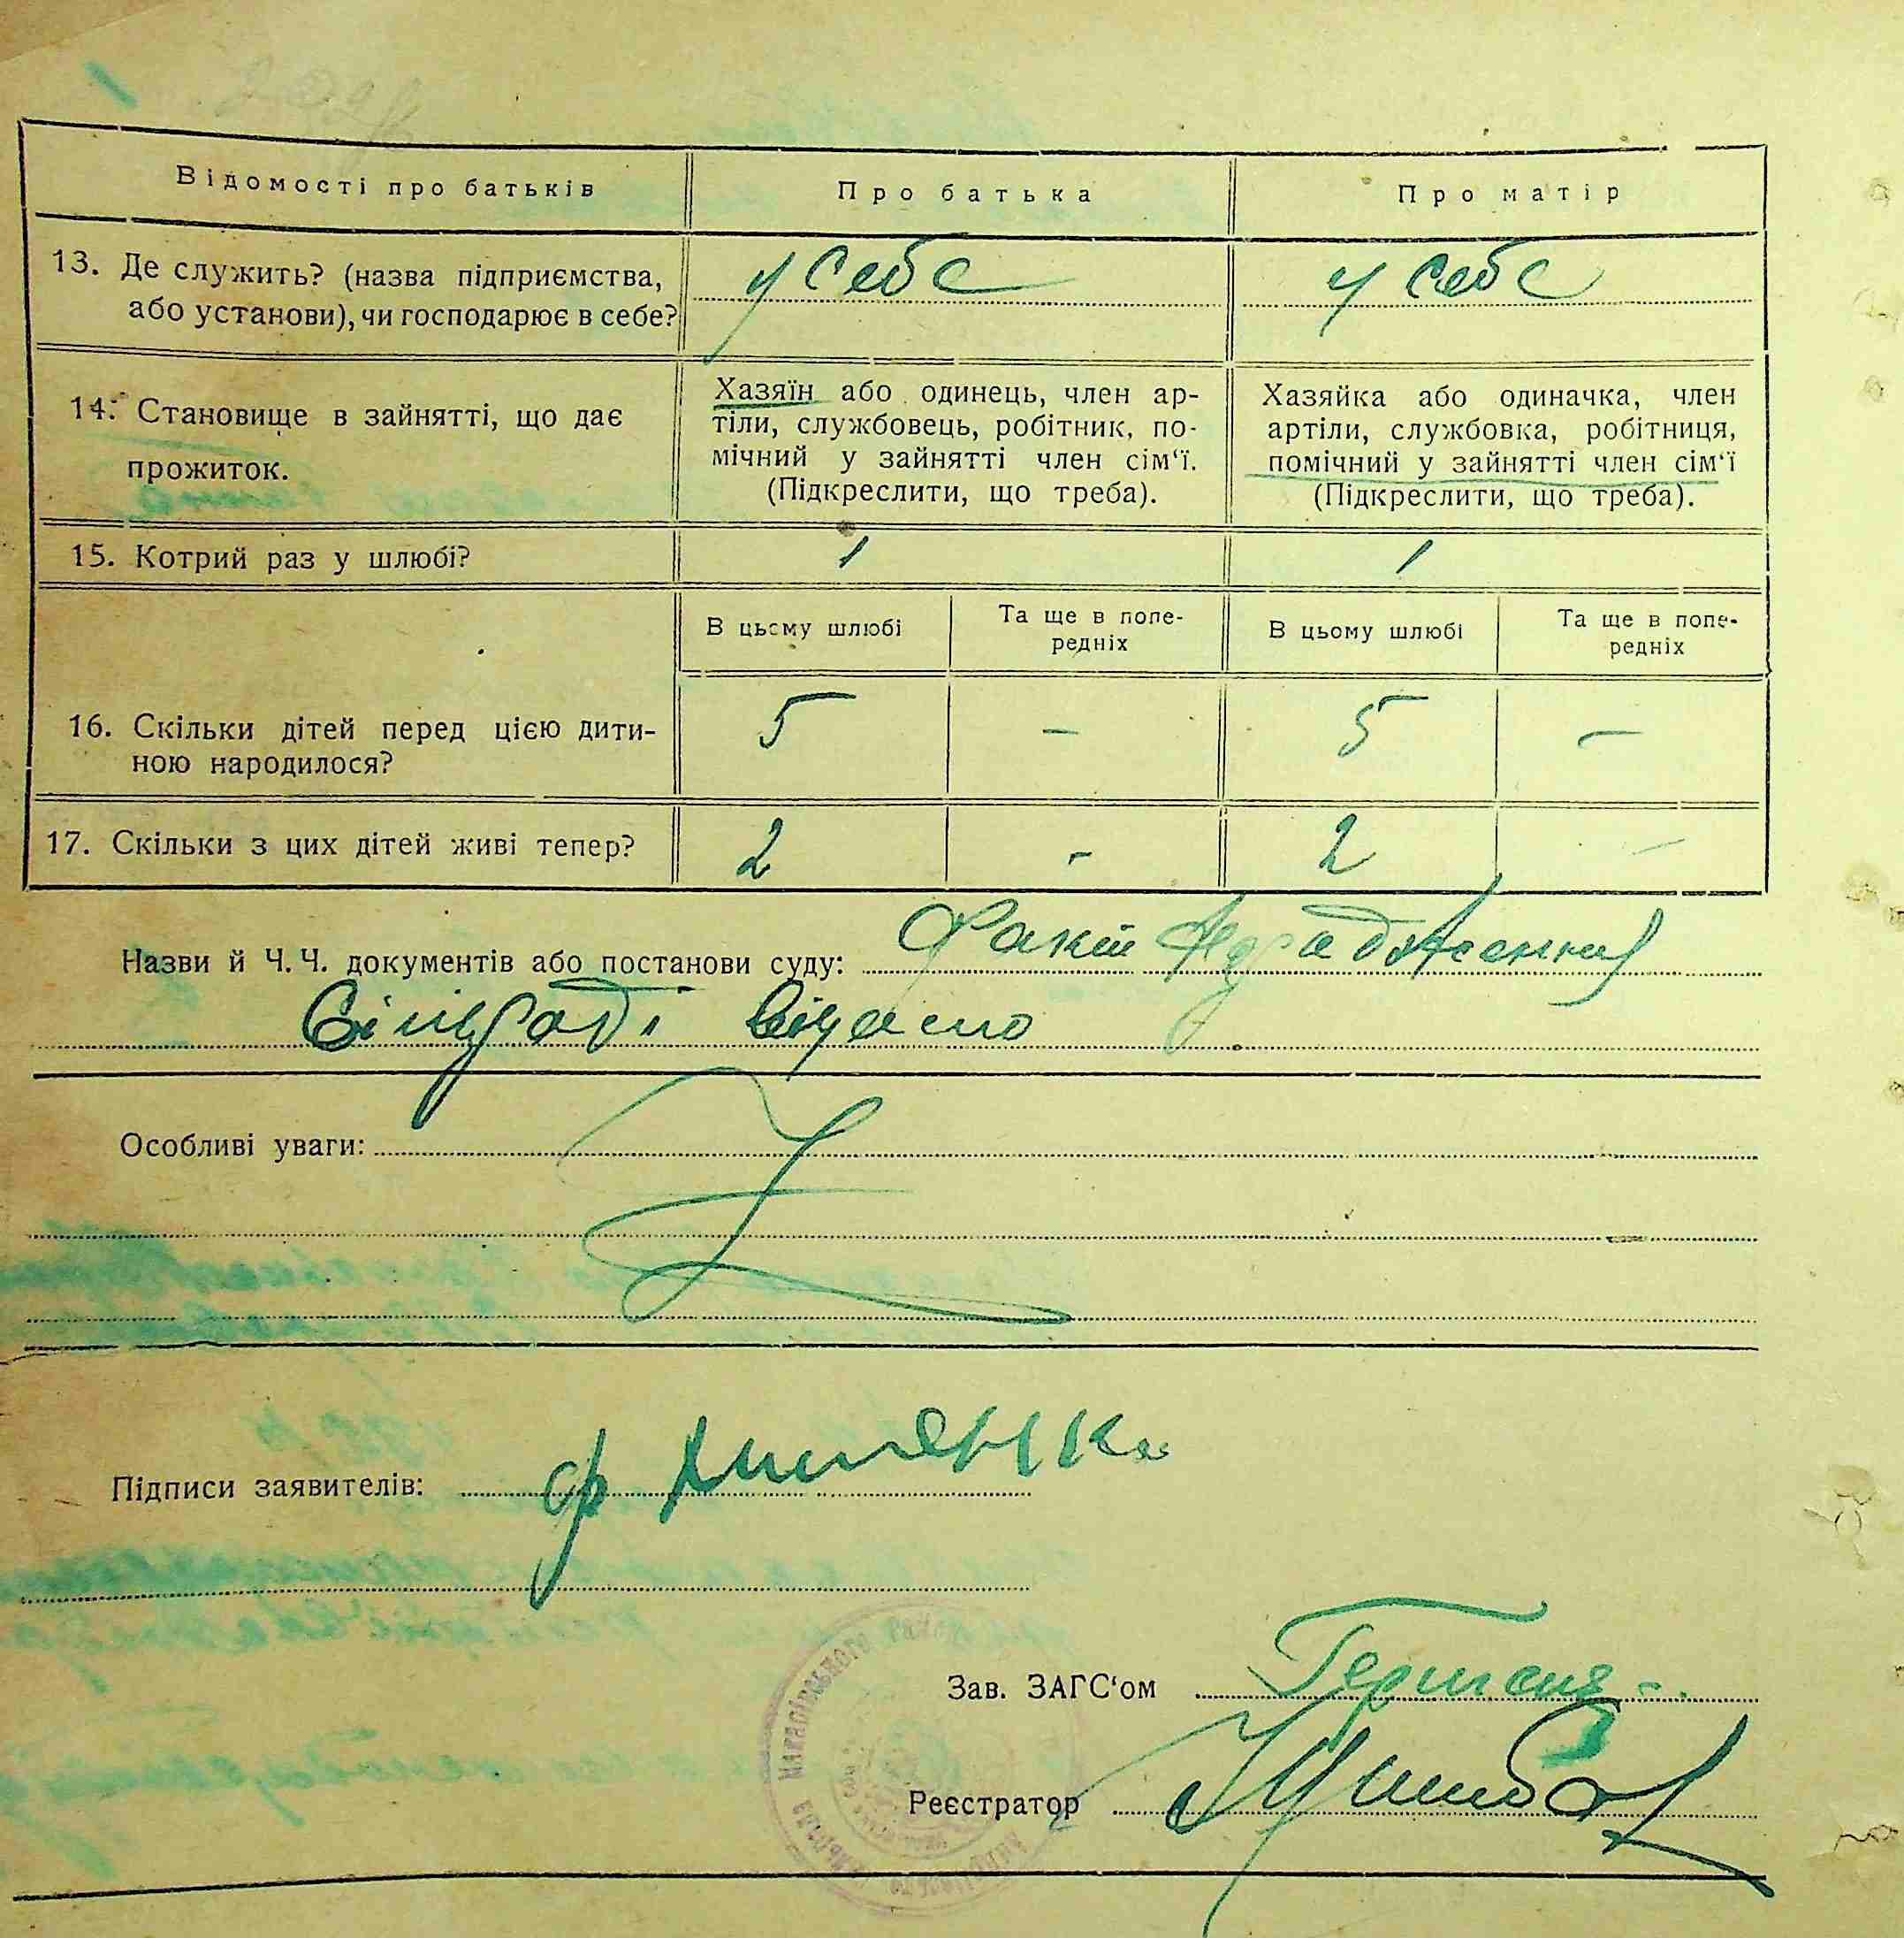 Відомості про батьків
Про батька
Про матір
13. Де служить? (назва підприємства,
або установи), чи господарює в себе?
у себе
у себе
14. Становище в зайнятті, що дає
прожиток.
Хазяїн або одинець, член ар-
тіли, службовець, робітник, по-
мічний у зайнятті член сім‘ї.
(Підкреслити, що треба).
Хазяйка або одиначка, член
артіли, службовка, робітниця,
помічний у зайнятті член сім‘ї
(Підкреслити, що треба).
15. Котрий раз у шлюбі?
1
1
В цьому шлюбі
Та ще в попе-
редніх
В цьому шлюбі
Та ще в попе-
редніх
16. Скільки дітей перед цією дити-
ною народилося?
5
-
5
-
17. Скільки з цих дітей живі тепер?
2
-
2
-
Назви й Ч.Ч. документів або постанови суду: Факт
Сільраді відомо
Особливі уваги:
Підписи заявителів:
Зав. ЗАГС‘ом
Реєстратор